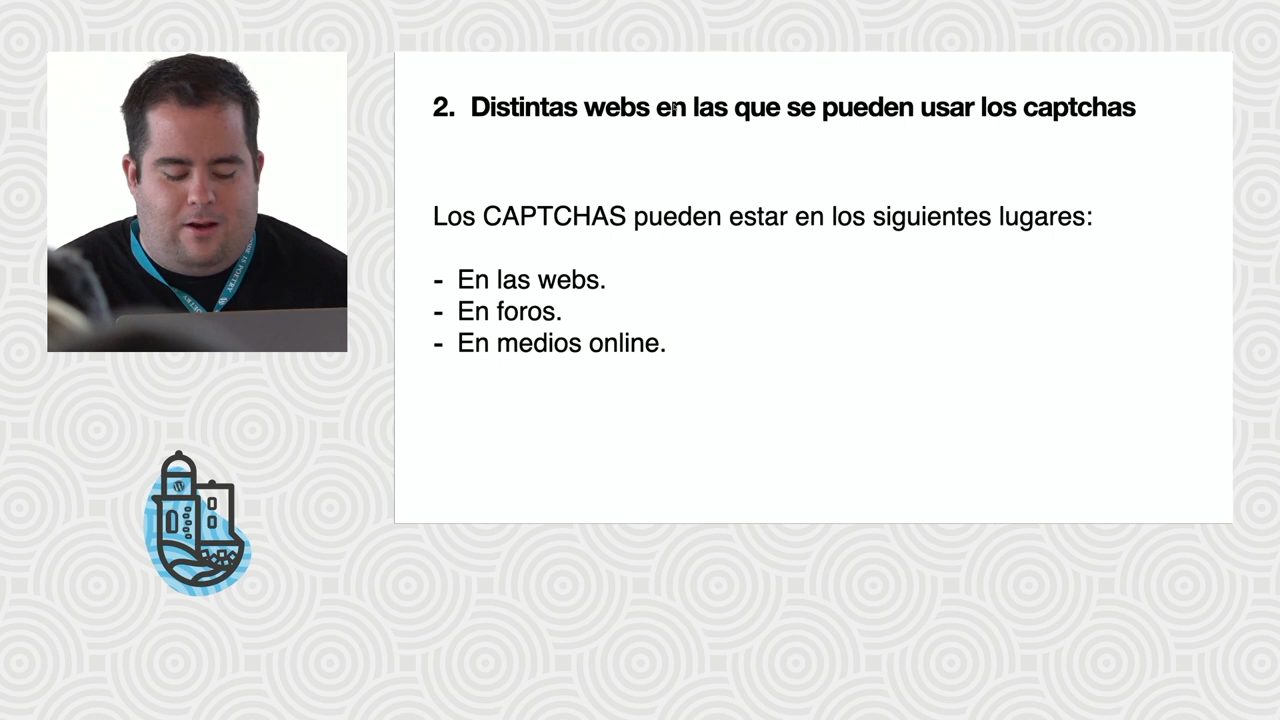 2. Distintas webs en las que se pueden usar los captchas
Los CAPTCHAS pueden estar en los siguientes lugares:
- En las webs.
- En foros.
- En medios online.